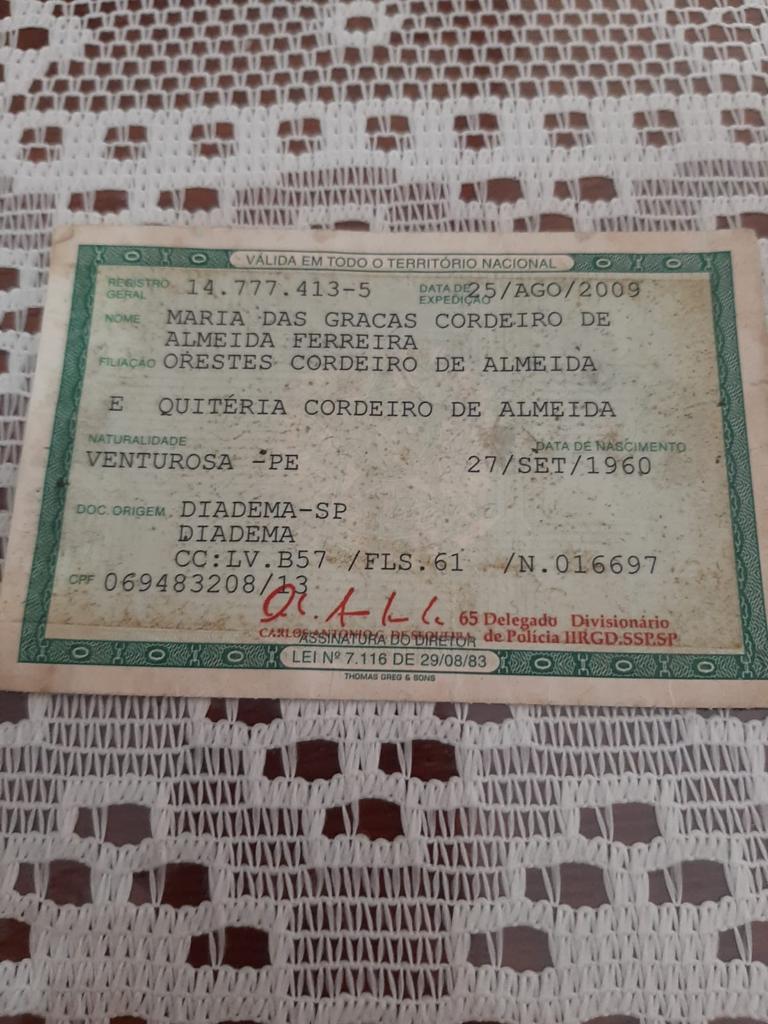 VÁLIDA EM TODO O TERRITÓRIO NACIONAL
REGISTRO GERAL 14.777.413-5 DATA DE EXPEDIÇÃO 25/AGO/2009
NOME MARIA DAS GRACAS CORDEIRO DE
ALMEIDA FERREIRA
FILIAÇÃO ORESTES CORDEIRO DE ALMEIDA
E QUITÉRIA CORDEIRO DE ALMEIDA
NATURALIDADE DATA DE NASCIMENTO
VENTUROSA -PE 27/SET/1960
DOC. ORIGEM DIADEMA-SP
DIADEMA
CC:LV.B57 /FLS.61 /N.016697
CPF 069483208/13
65 Delegado Divisionário
CARLOS ANTONIO de Polícia IIRGD.SSP.SP
ASSINATURA DO DIRETOR
LEI Nº 7.116 DE 29/08/83
THOMAS GREG & SONS